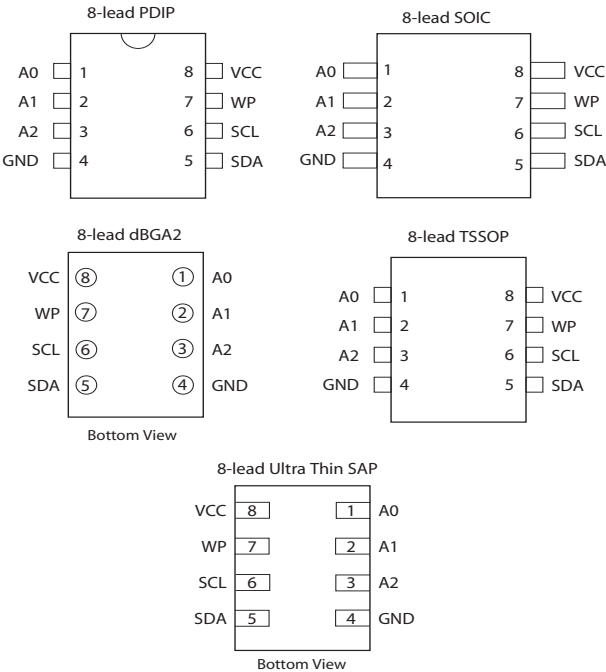 8-lead PDIP
A0 1 8 VCC
A1 2 7 WP
A2 3 6 SCL
GND 4 5 SDA
8-lead SOIC
A0 1 8 VCC
A1 2 7 WP
A2 3 6 SCL
GND 4 5 SDA
8-lead dBGA2
VCC 8 1 A0
WP 7 2 A1
SCL 6 3 A2
SDA 5 4 GND
Bottom View
8-lead TSSOP
A0 1 8 VCC
A1 2 7 WP
A2 3 6 SCL
GND 4 5 SDA
8-lead Ultra Thin SAP
VCC 8 1 A0
WP 7 2 A1
SCL 6 3 A2
SDA 5 4 GND
Bottom View